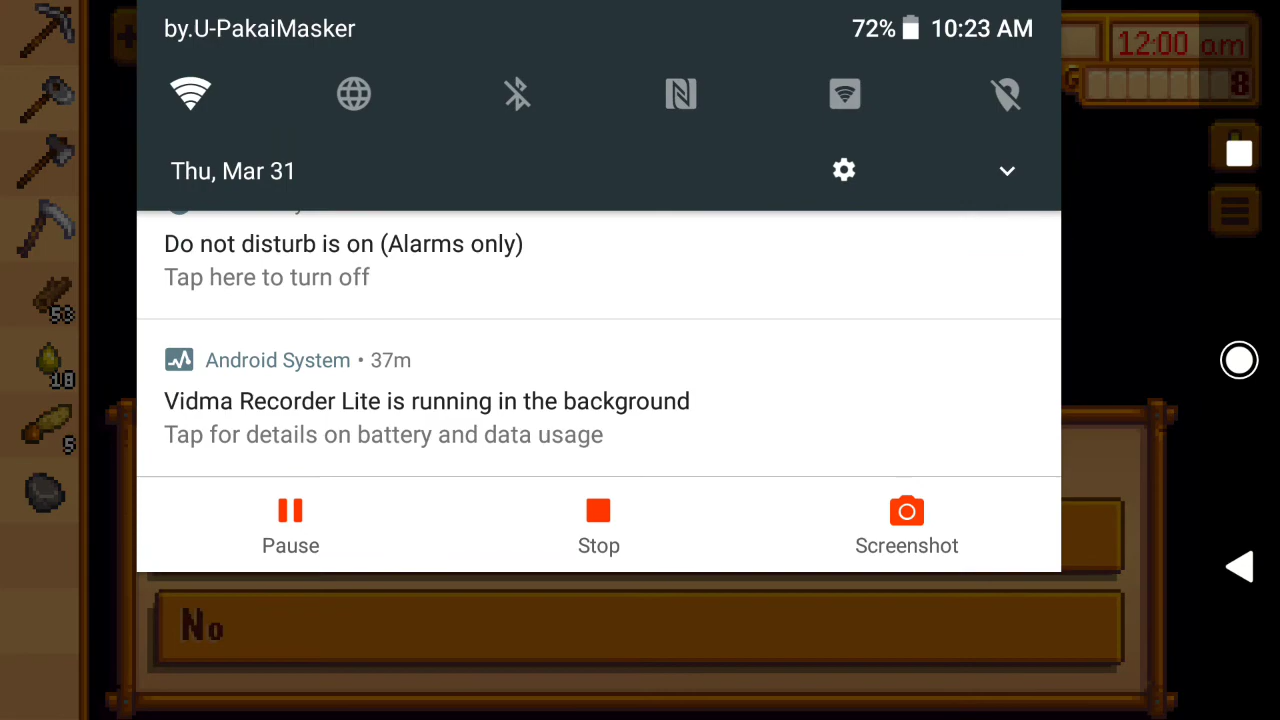 by.U-PakaiMasker
72% 10:23 AM
12:00 am
G 8
Thu, Mar 31
Do not disturb is on (Alarms only)
Tap here to turn off
53
Android System • 37m
18
Vidma Recorder Lite is running in the background
Tap for details on battery and data usage
5
Pause
Stop
Screenshot
No